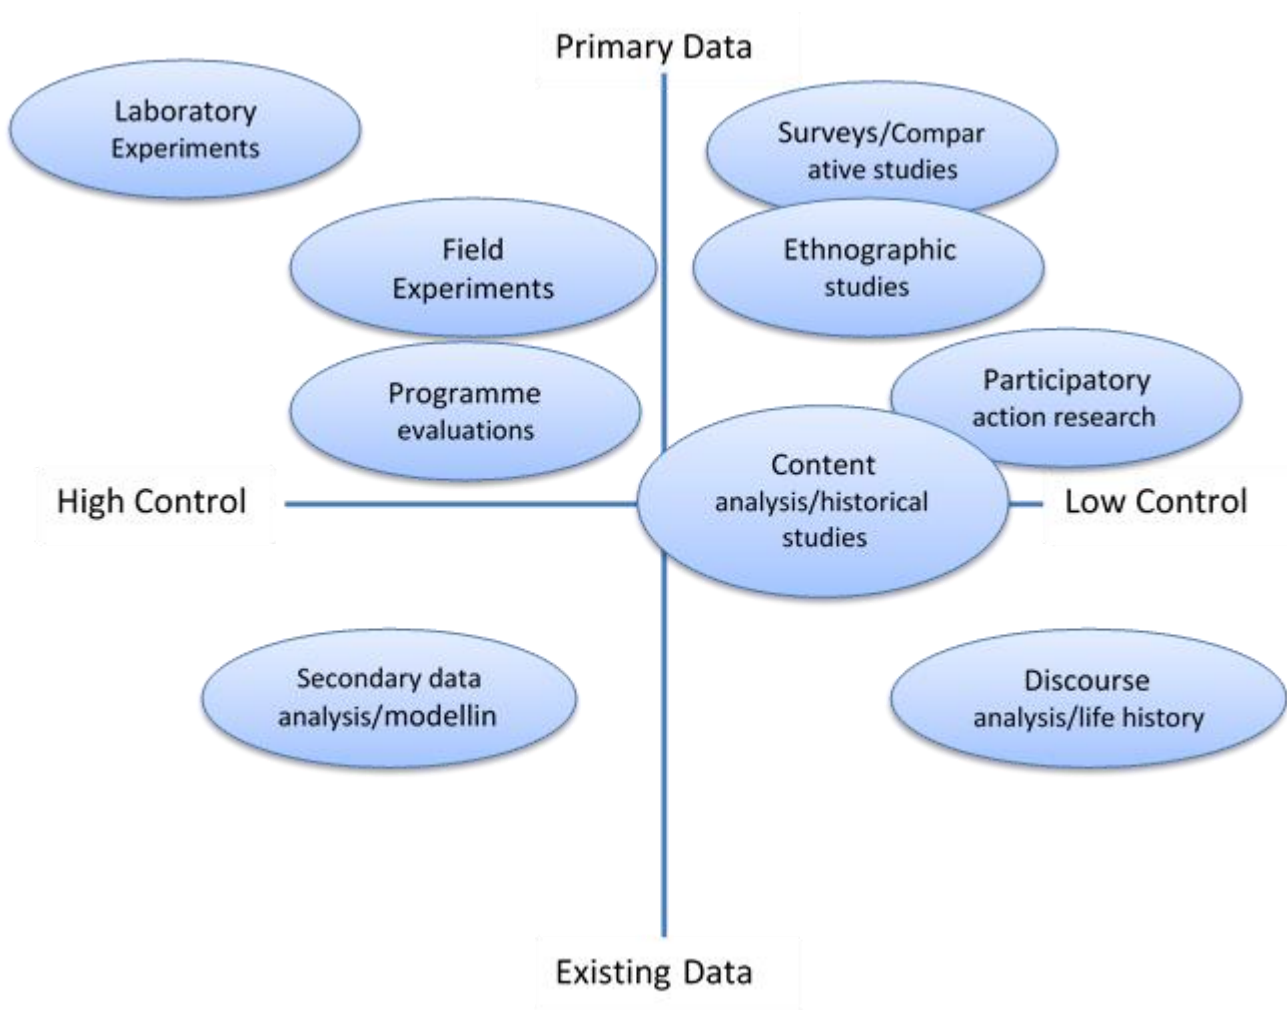 Primary Data
Laboratory
Experiments
Surveys/Compar
ative studies
Field
Experiments
Ethnographic
studies
Programme
evaluations
Participatory
action research
Content
analysis/historical
studies
High Control
Low Control
Secondary data
analysis/modellin
Discourse
analysis/life history
Existing Data